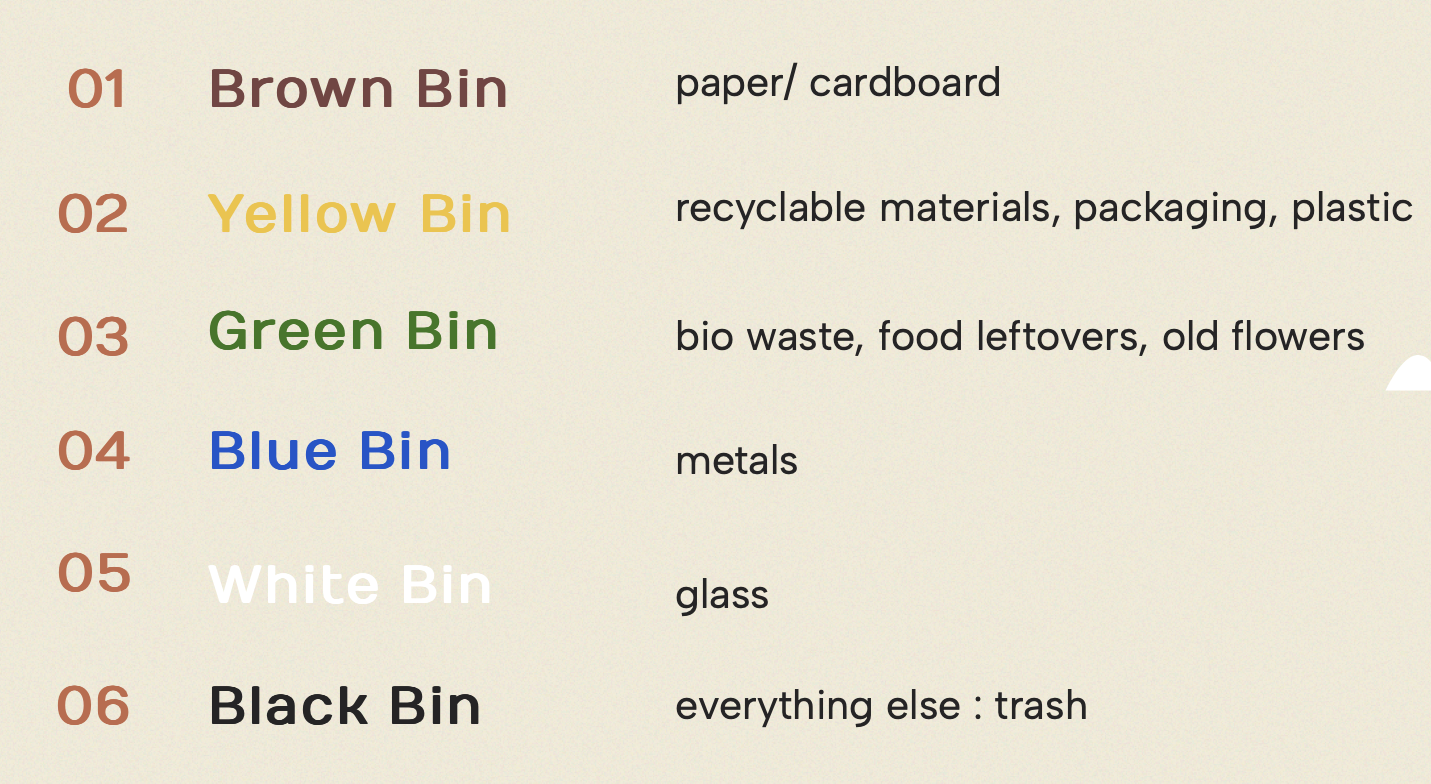 01 Brown Bin paper/ cardboard
02 Yellow Bin recyclable materials, packaging, plastic
03 Green Bin bio waste, food leftovers, old flowers
04 Blue Bin metals
05 White Bin glass
06 Black Bin everything else : trash